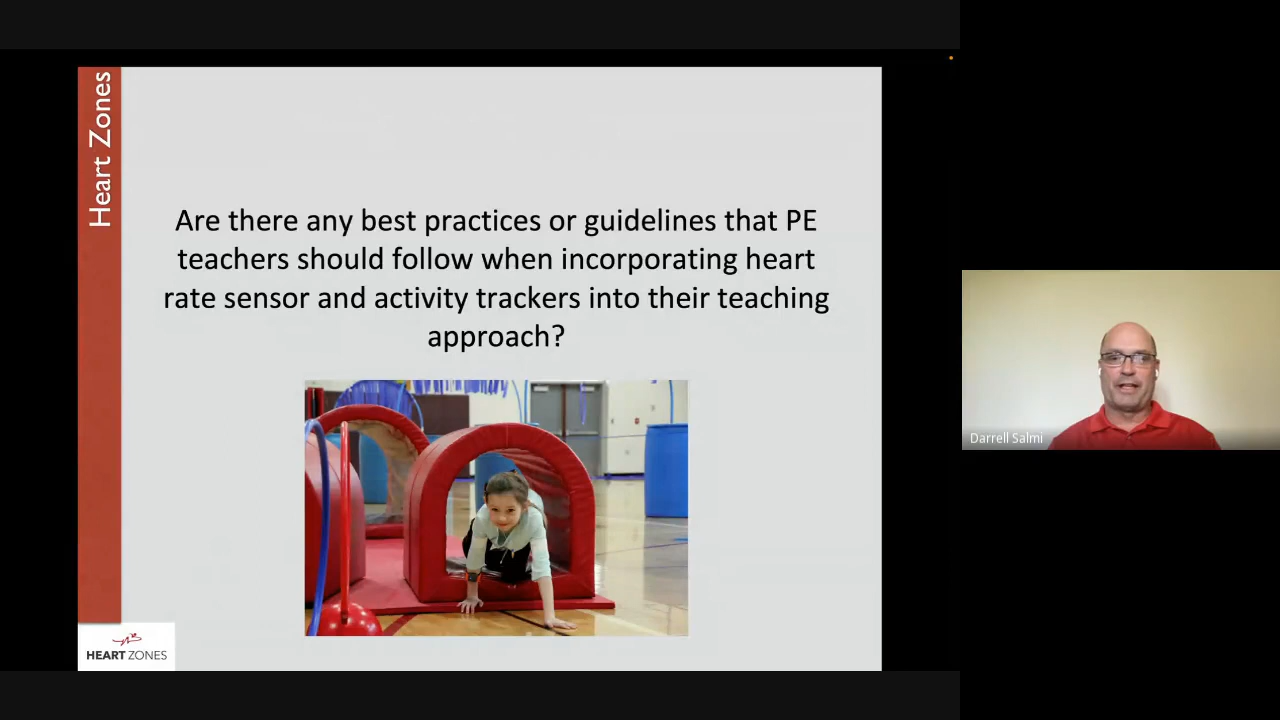 Heart Zones
Are there any best practices or guidelines that PE
teachers should follow when incorporating heart
rate sensor and activity trackers into their teaching
approach?
HEART ZONES
Darrell Salmi